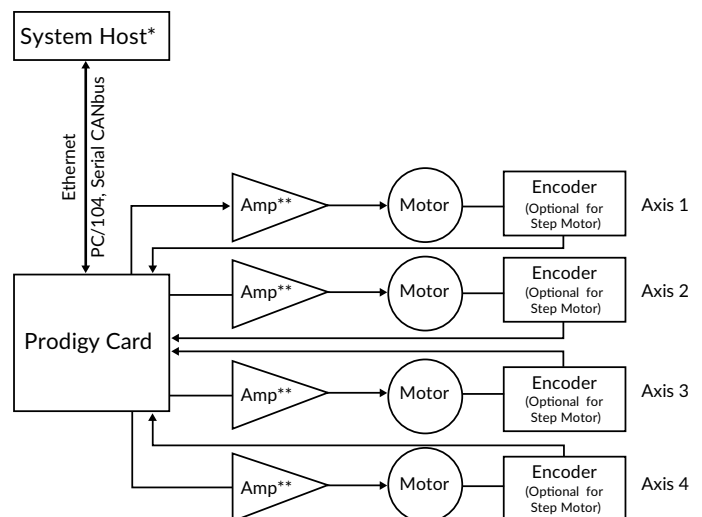 System Host*
Ethernet
PC/104, Serial CANbus
Amp**
Motor
Encoder
(Optional for
Step Motor)
Axis 1
Amp**
Motor
Encoder
(Optional for
Step Motor)
Axis 2
Prodigy Card
Amp**
Motor
Encoder
(Optional for
Step Motor)
Axis 3
Amp**
Motor
Encoder
(Optional for
Step Motor)
Axis 4